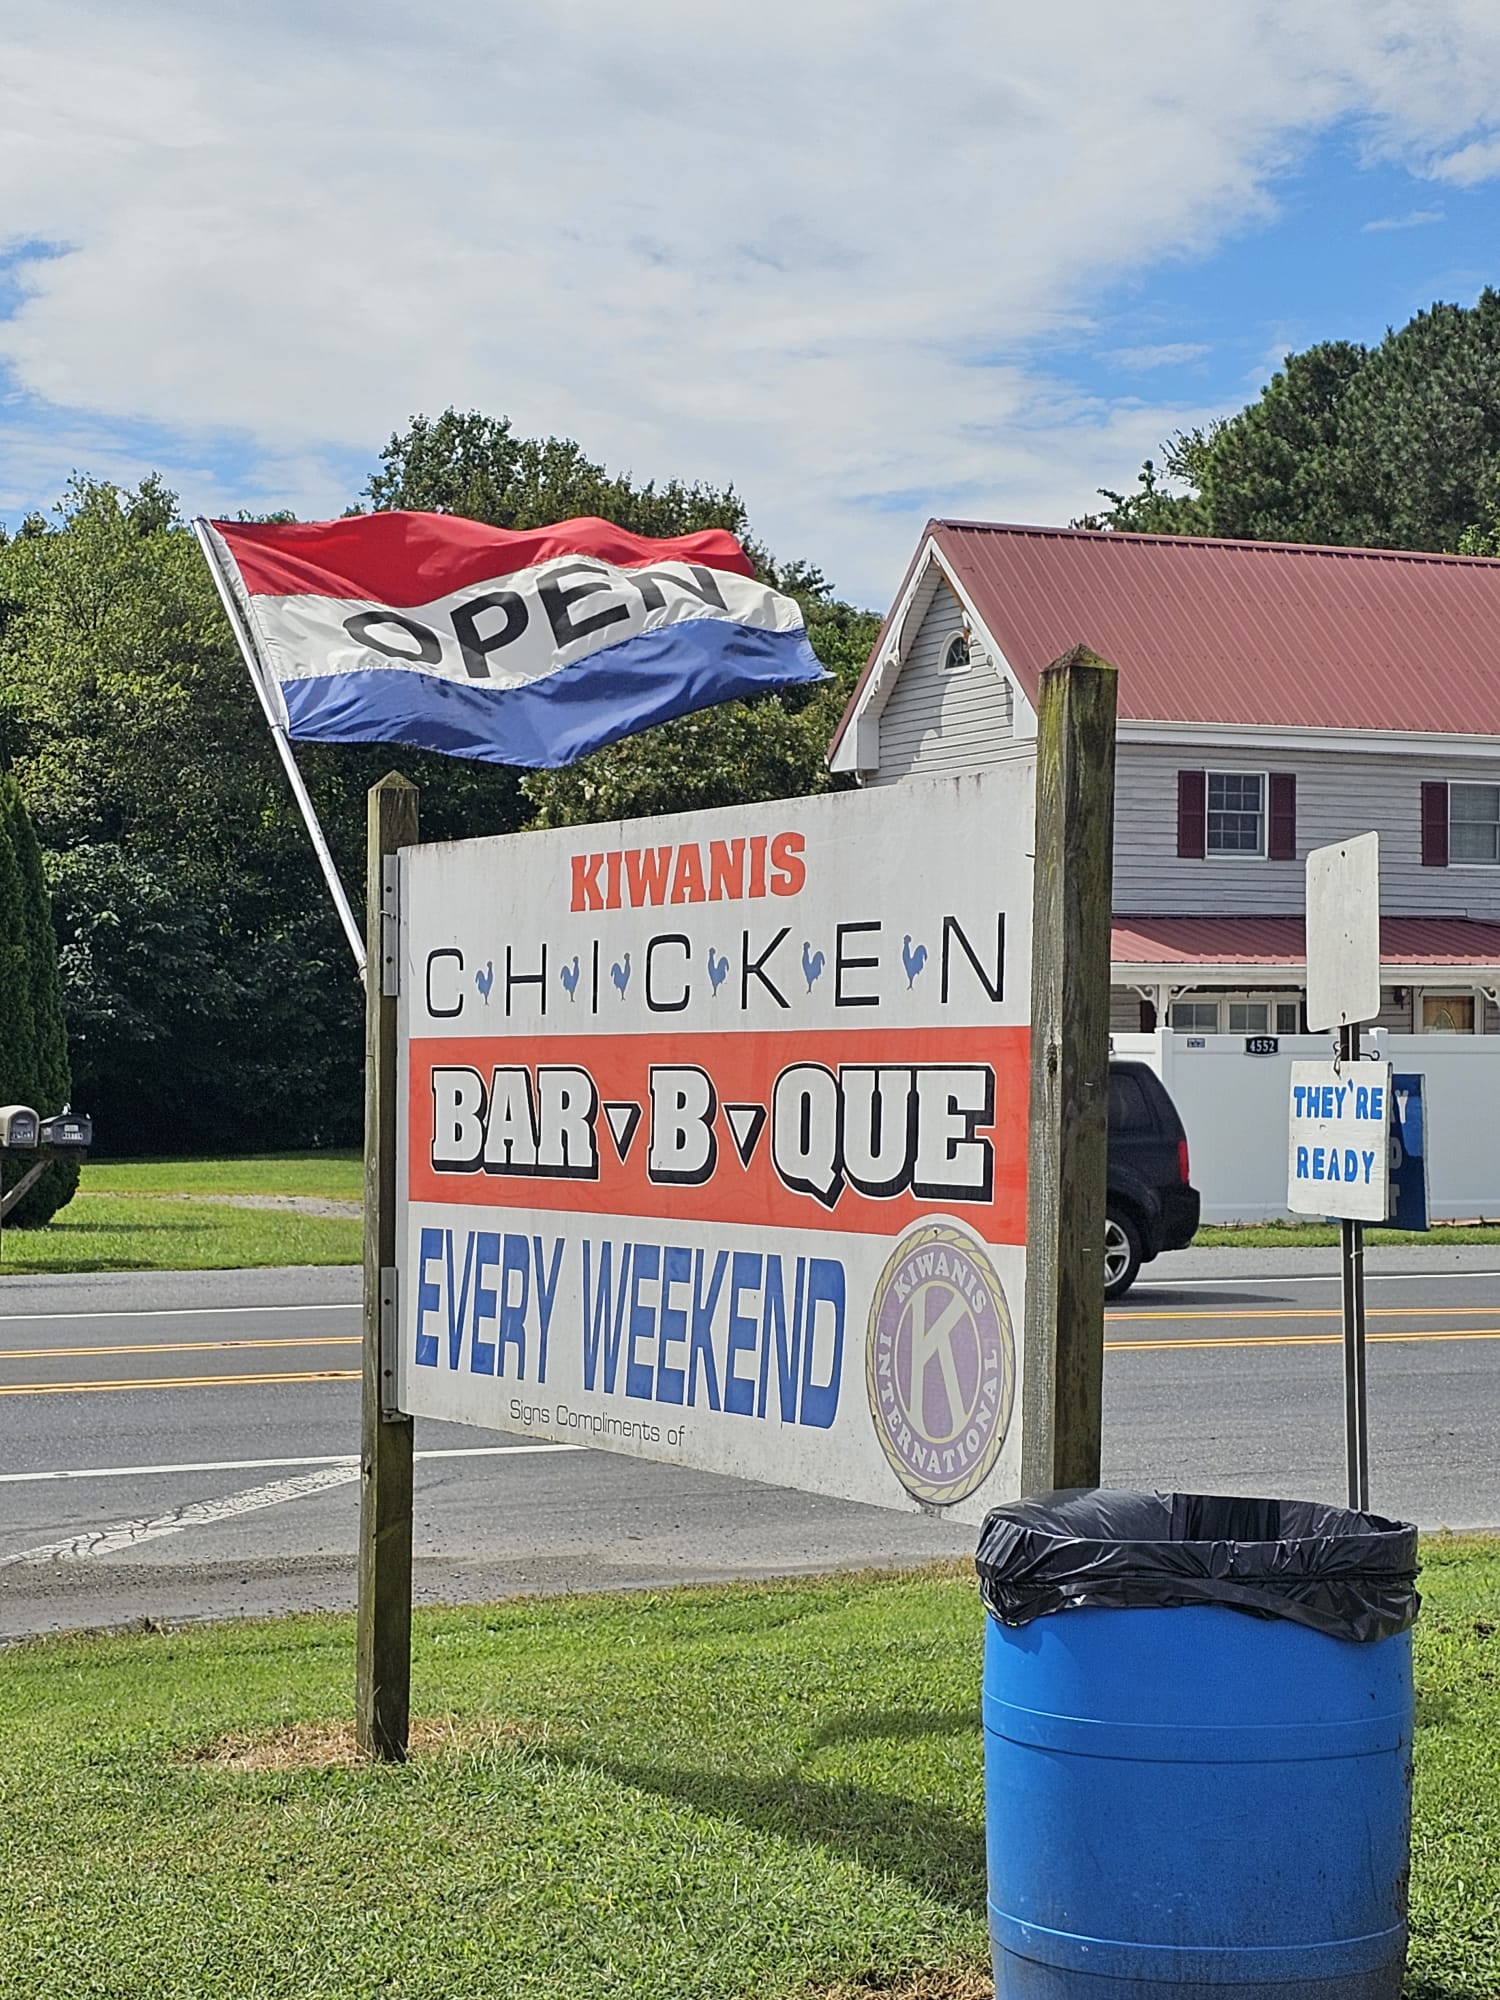 OPEN
KIWANIS
CHICKEN
BAR-B-QUE
EVERY WEEKEND
Signs Compliments of
KIWANIS
K
INTERNATIONAL
4552
THEY'RE
READY